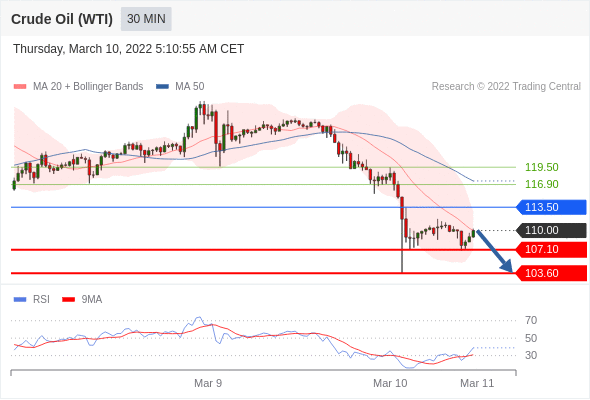 Crude Oil (WTI) 30 MIN
Thursday, March 10, 2022 5:10:55 AM CET
MA 20 + Bollinger Bands MA 50 Research © 2022 Trading Central
119.50
116.90
113.50
110.00
107.10
103.60
RSI 9MA
70
50
30
Mar 9 Mar 10 Mar 11